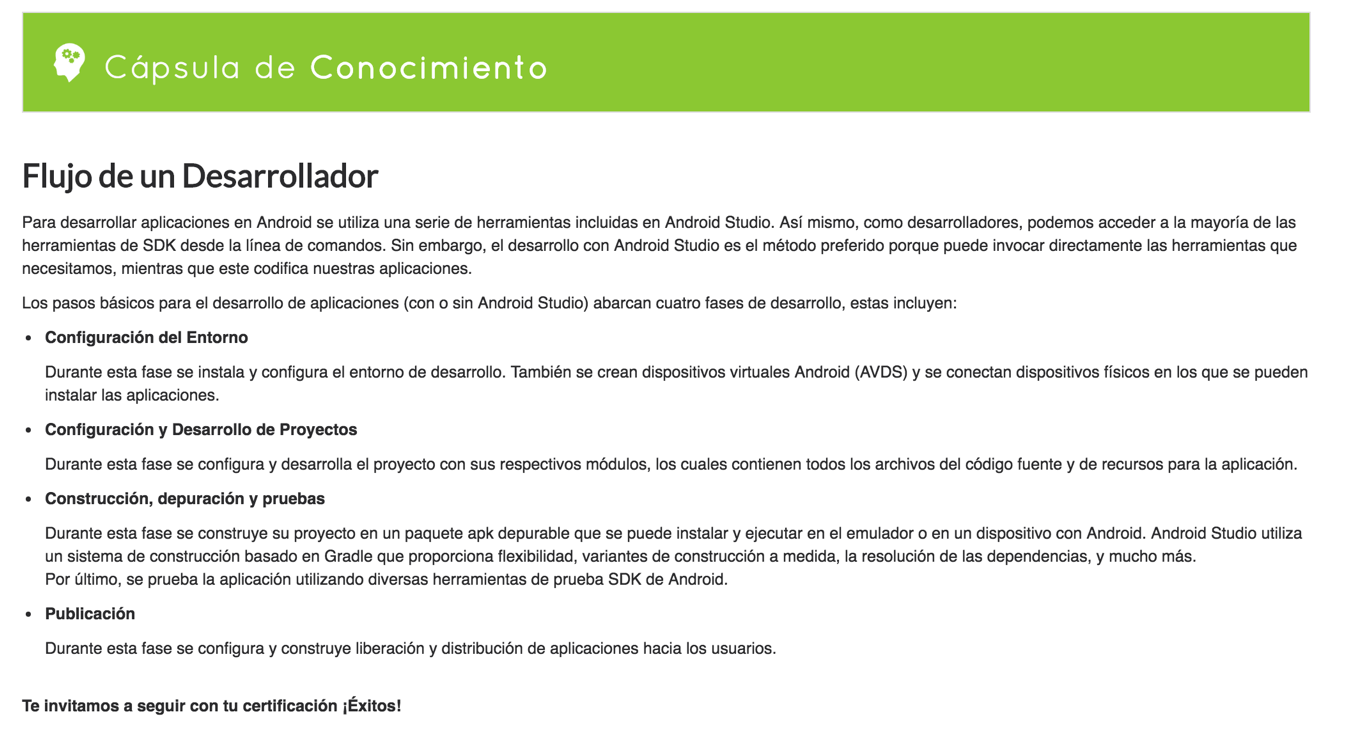 Cápsula de Conocimiento
Flujo de un Desarrollador
Para desarrollar aplicaciones en Android se utiliza una serie de herramientas incluidas en Android Studio. Así mismo, como desarrolladores, podemos acceder a la mayoría de las
herramientas de SDK desde la línea de comandos. Sin embargo, el desarrollo con Android Studio es el método preferido porque puede invocar directamente las herramientas que
necesitamos, mientras que este codifica nuestras aplicaciones.
Los pasos básicos para el desarrollo de aplicaciones (con o sin Android Studio) abarcan cuatro fases de desarrollo, estas incluyen:
• Configuración del Entorno
Durante esta fase se instala y configura el entorno de desarrollo. También se crean dispositivos virtuales Android (AVDS) y se conectan dispositivos físicos en los que se pueden
instalar las aplicaciones.
• Configuración y Desarrollo de Proyectos
Durante esta fase se configura y desarrolla el proyecto con sus respectivos módulos, los cuales contienen todos los archivos del código fuente y de recursos para la aplicación.
• Construcción, depuración y pruebas
Durante esta fase se construye su proyecto en un paquete apk depurable que se puede instalar y ejecutar en el emulador o en un dispositivo con Android. Android Studio utiliza
un sistema de construcción basado en Gradle que proporciona flexibilidad, variantes de construcción a medida, la resolución de las dependencias, y mucho más.
Por último, se prueba la aplicación utilizando diversas herramientas de prueba SDK de Android.
• Publicación
Durante esta fase se configura y construye liberación y distribución de aplicaciones hacia los usuarios.
Te invitamos a seguir con tu certificación ¡Éxitos!